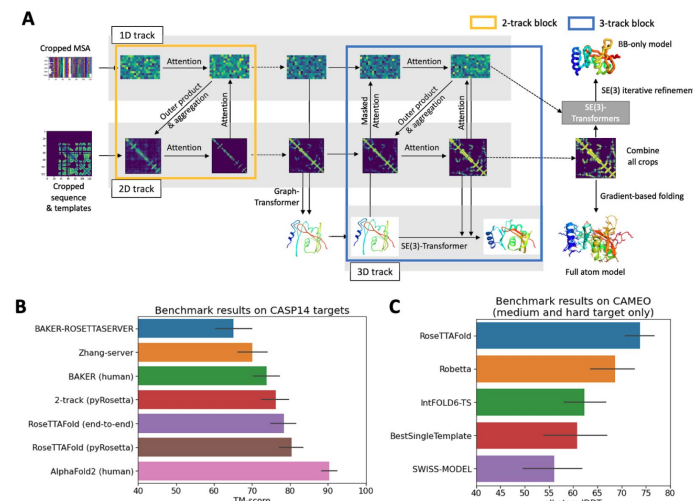 A
2-track block
3-track block
Cropped MSA
1D track
BB-only model
Attention
Attention
Outer product
& aggregation
Attention
Masked
Attention
Outer product
& aggregation
Attention
SE(3) iterative refinement
SE(3)-
Transformers
Attention
Attention
Combine
all crops
Cropped
sequence
& templates
2D track
Graph-
Transformer
Gradient-based folding
SE(3)-Transformer
3D track
Full atom model
B
Benchmark results on CASP14 targets
BAKER-ROSETTASERVER
Zhang-server
BAKER (human)
2-track (pyRosetta)
RoseTTAFold (end-to-end)
RoseTTAFold (pyRosetta)
AlphaFold2 (human)
40 50 60 70 80 90 100
TM-score
C
Benchmark results on CAMEO
(medium and hard target only)
RoseTTAFold
Robetta
IntFOLD6-TS
BestSingleTemplate
SWISS-MODEL
40 45 50 55 60 65 70 75 80